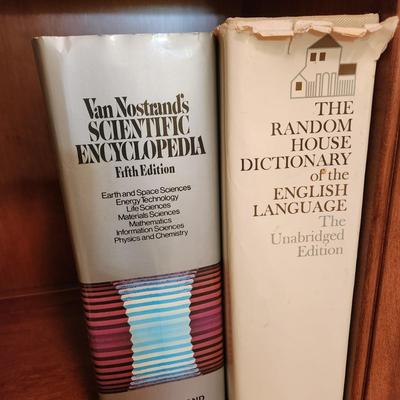 Van Nostrand's
SCIENTIFIC
ENCYCLOPEDIA
Fifth Edition
Earth and Space Sciences
Energy Technology
Life Sciences
Materials Sciences
Mathematics
Information Sciences
Physics and Chemistry
THE
RANDOM
HOUSE
DICTIONARY
of the
ENGLISH
LANGUAGE
The
Unabridged
Edition